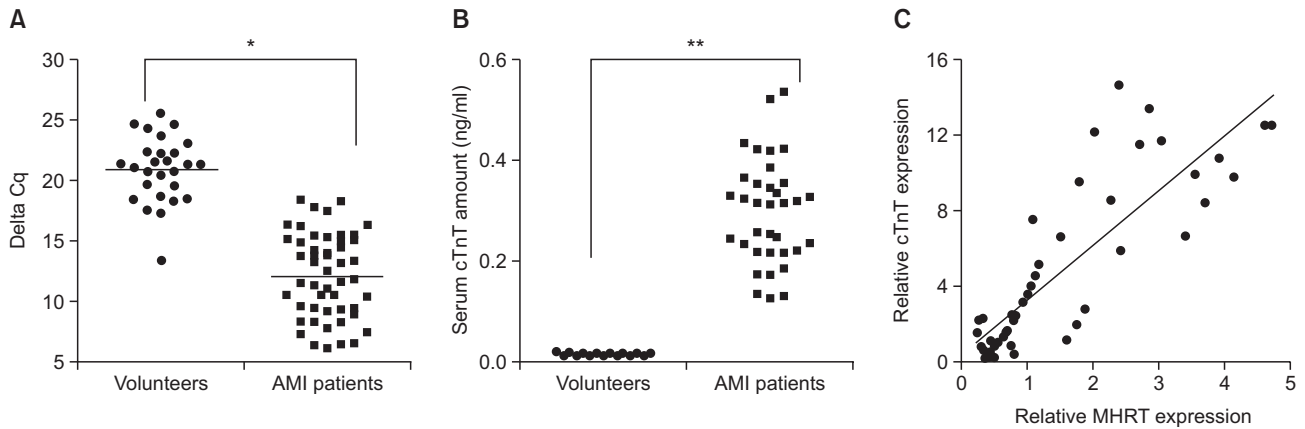 A
Delta Cq
30
25
20
15
10
5
*
Volunteers
AMI patients
B
Serum cTnT amount (ng/ml)
0.6
0.4
0.2
0.0
**
Volunteers
AMI patients
C
Relative cTnT expression
16
12
8
4
0
0
1
2
3
4
5
Relative MHRT expression